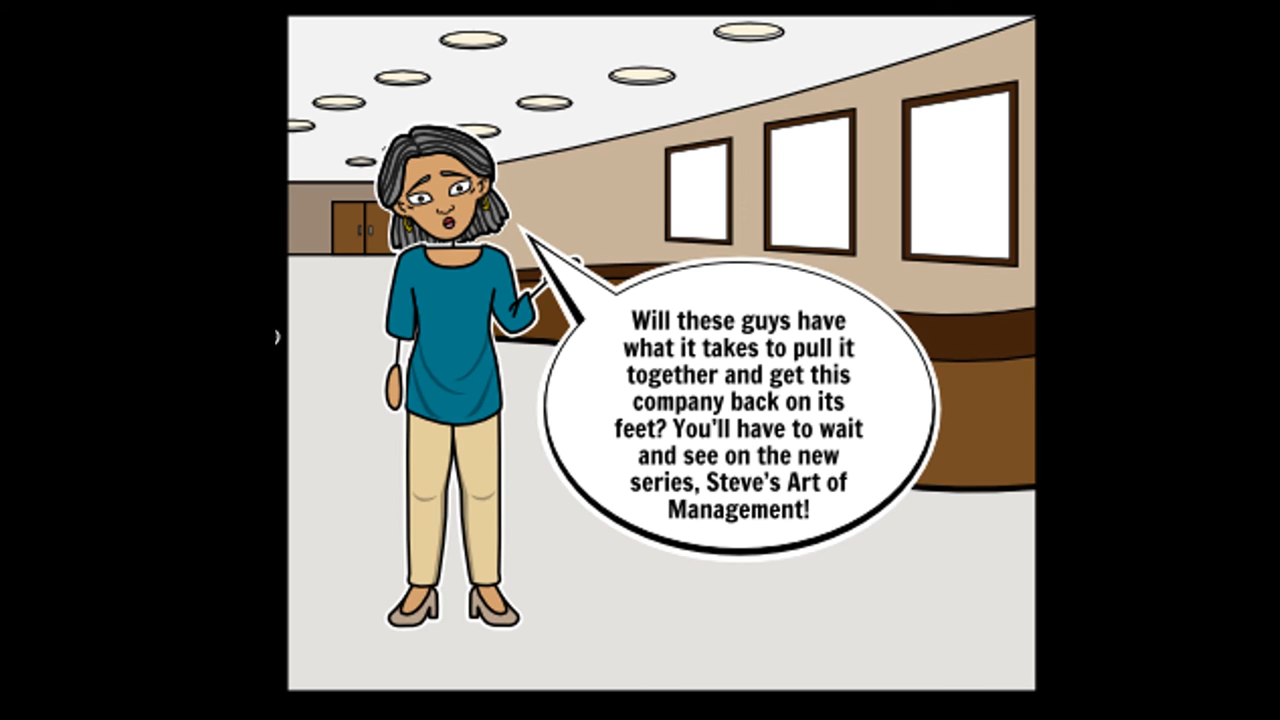 Will these guys have
what it takes to pull it
together and get this
company back on its
feet? You'll have to wait
and see on the new
series, Steve's Art of
Management!